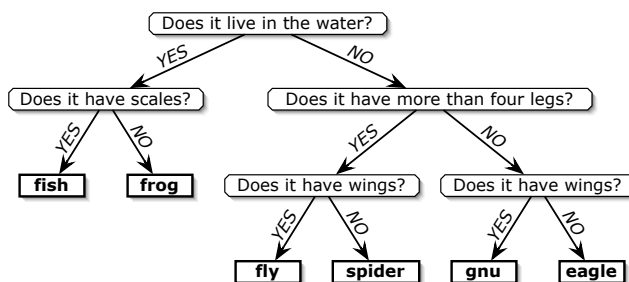 Does it live in the water?
YES
NO
Does it have scales?
Does it have more than four legs?
YES
NO
YES
NO
fish
frog
Does it have wings?
Does it have wings?
YES
NO
YES
NO
fly
spider
gnu
eagle